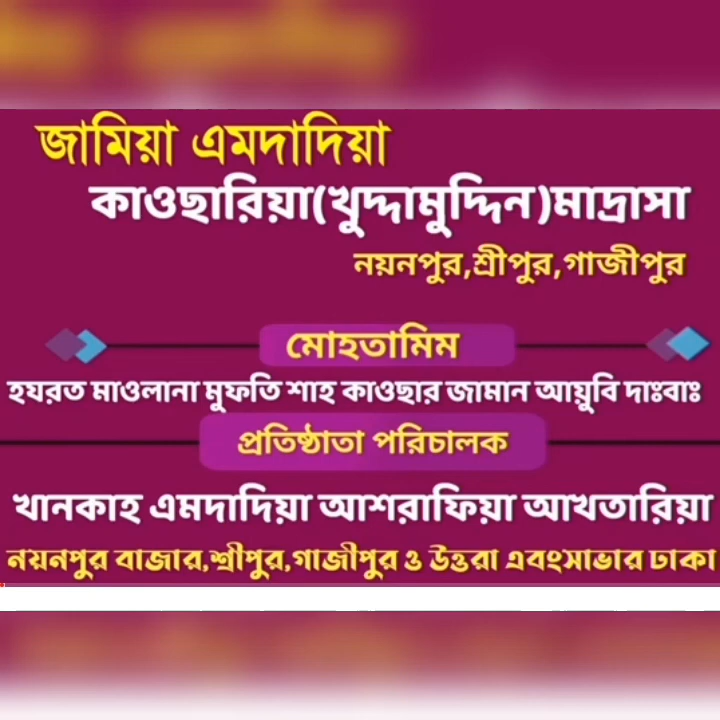 জামিয়া এমদাদিয়া
কাওছারিয়া(খুদ্দামুদ্দিন)মাদ্রাসা
নয়নপুর,শ্রীপুর,গাজীপুর
মোহতামিম
হযরত মাওলানা মুফতি শাহ কাওছার জামান আয়ুবি দাঃবাঃ
প্রতিষ্ঠাতা পরিচালক
খানকাহ এমদাদিয়া আশরাফিয়া আখতারিয়া
নয়নপুর বাজার,শ্রীপুর,গাজীপুর ও উত্তরা এবংসাভার ঢাকা